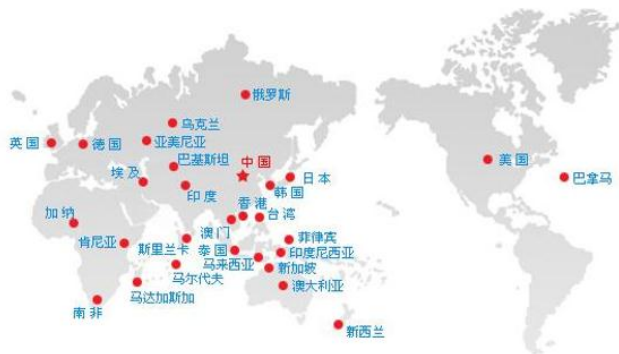 俄罗斯
乌克兰
英国
德国
亚美尼亚
美国
巴基斯坦
中国
埃及
日本
巴拿马
印度
韩国
香港
加纳
台湾
澳门
肯尼亚
斯里兰卡
泰国
菲律宾
印度尼西亚
马来西亚
新加坡
马尔代夫
澳大利亚
马达加斯加
南非
新西兰